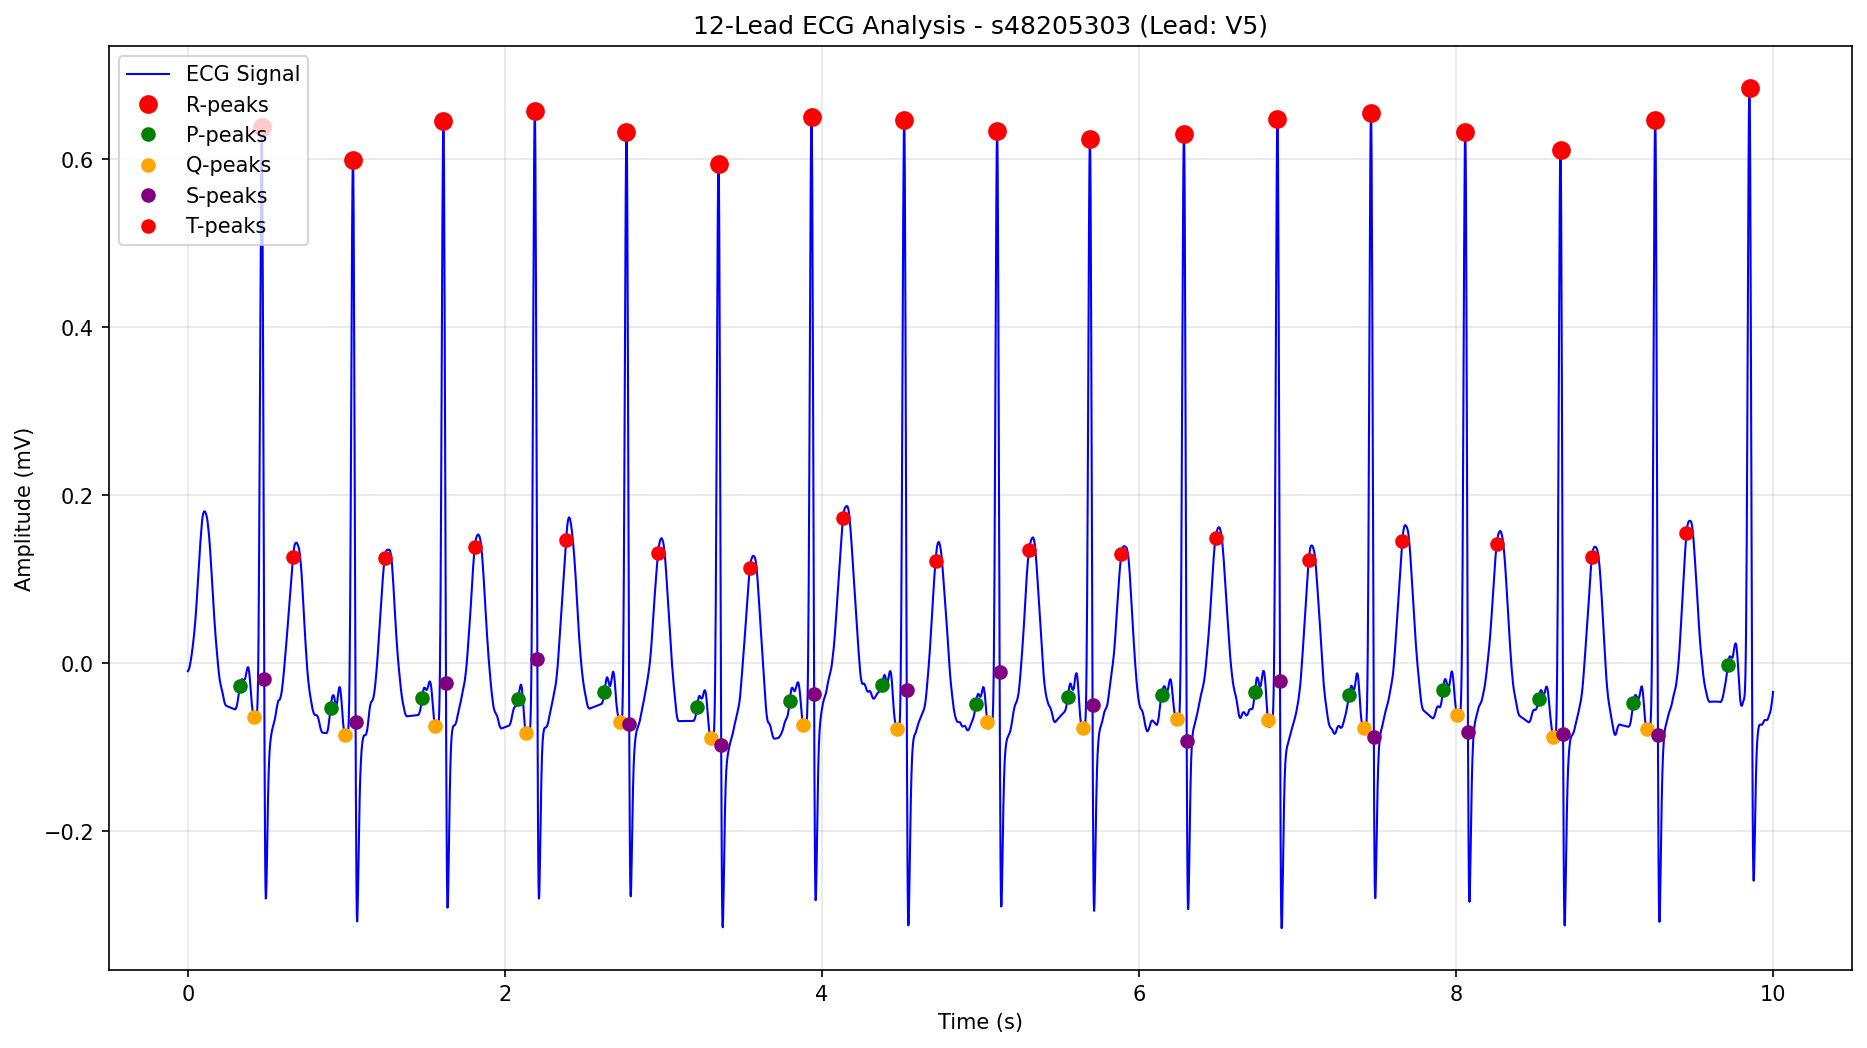 12-Lead ECG Analysis - s48205303 (Lead: V5)
ECG Signal
R-peaks
P-peaks
Q-peaks
S-peaks
T-peaks
0.6
0.4
0.2
0.0
−0.2
Amplitude (mV)
0 2 4 6 8 10
Time (s)